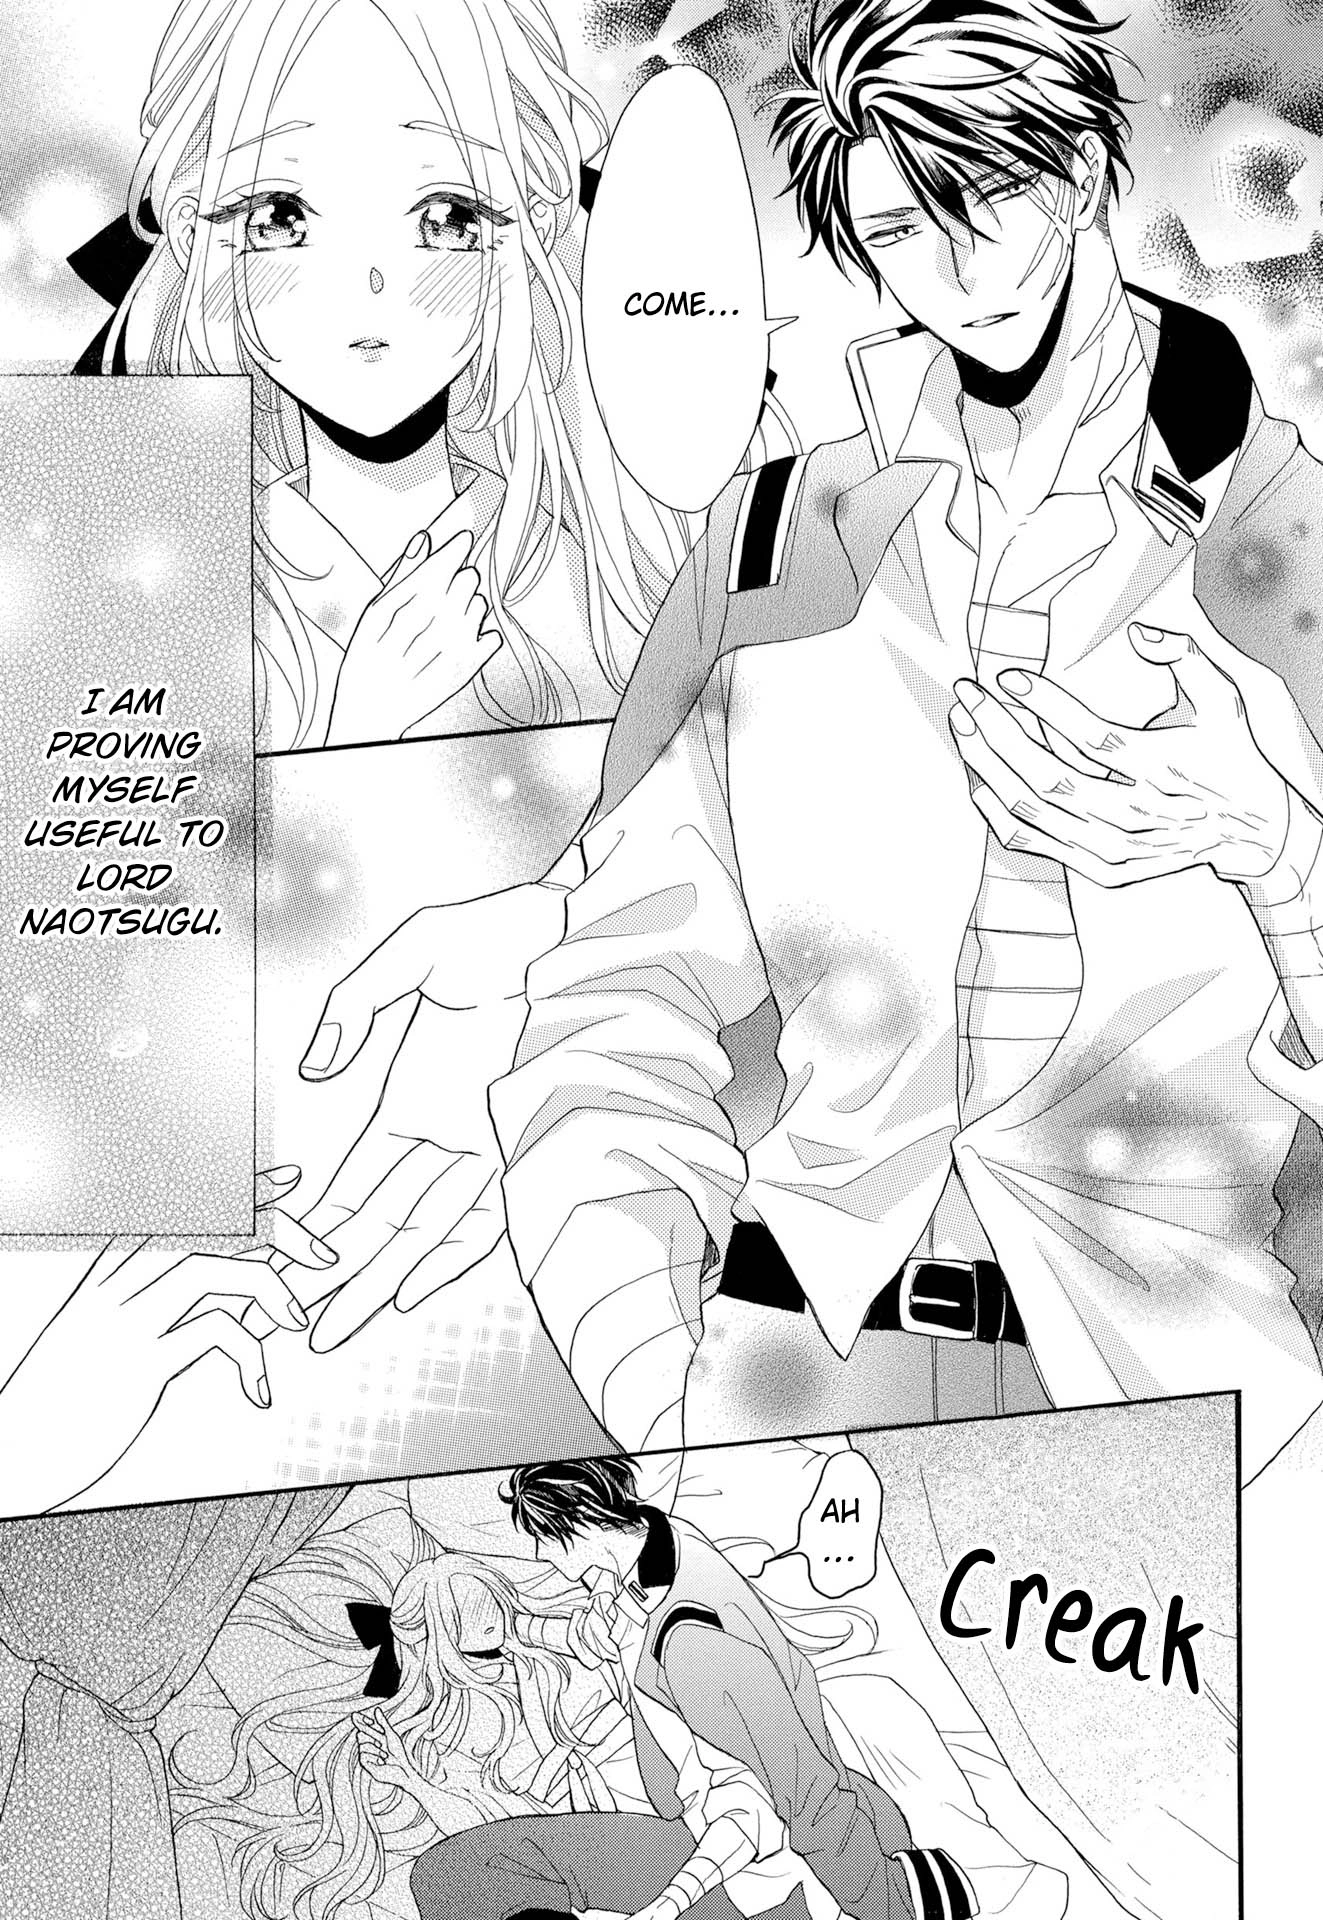 COME...
I AM
PROVING
MYSELF
USEFUL TO
LORD
NAOTSUGU.
AH
...
Creak